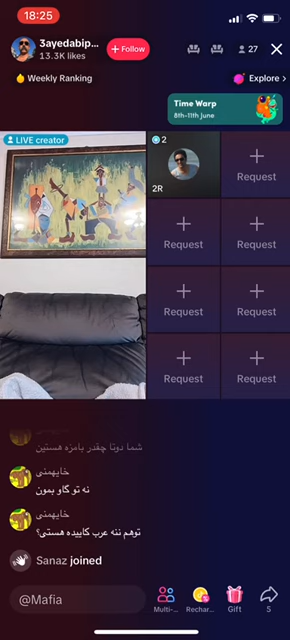 18:25
3ayedabip...
13.3K likes
+ Follow
27
Weekly Ranking
Explore >
Time Warp
8th-11th June
LIVE creator
2
2R
Request
Request
Request
Request
Request
Request
Request
شما دوتا چقدر بامزه هستین
خایهمنی
نه تو گاو بمون
خایهمنی
توهم ننه عرب کاییده هستی؟
Sanaz joined
@Mafia
Multi-...
Rechar...
Gift
5